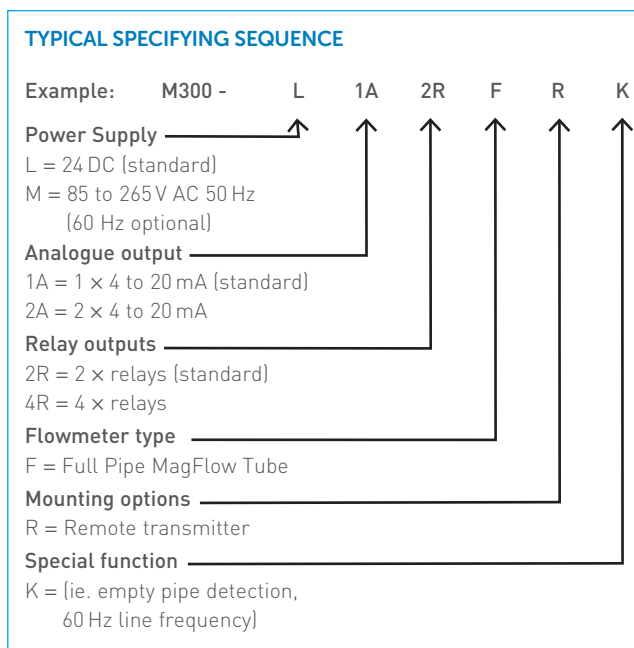 TYPICAL SPECIFYING SEQUENCE
Example: M300 - L 1A 2R F R K
Power Supply
L = 24 DC (standard)
M = 85 to 265 V AC 50 Hz
(60 Hz optional)
Analogue output
1A = 1 × 4 to 20 mA (standard)
2A = 2 × 4 to 20 mA
Relay outputs
2R = 2 × relays (standard)
4R = 4 × relays
Flowmeter type
F = Full Pipe MagFlow Tube
Mounting options
R = Remote transmitter
Special function
K = (ie. empty pipe detection,
60 Hz line frequency)